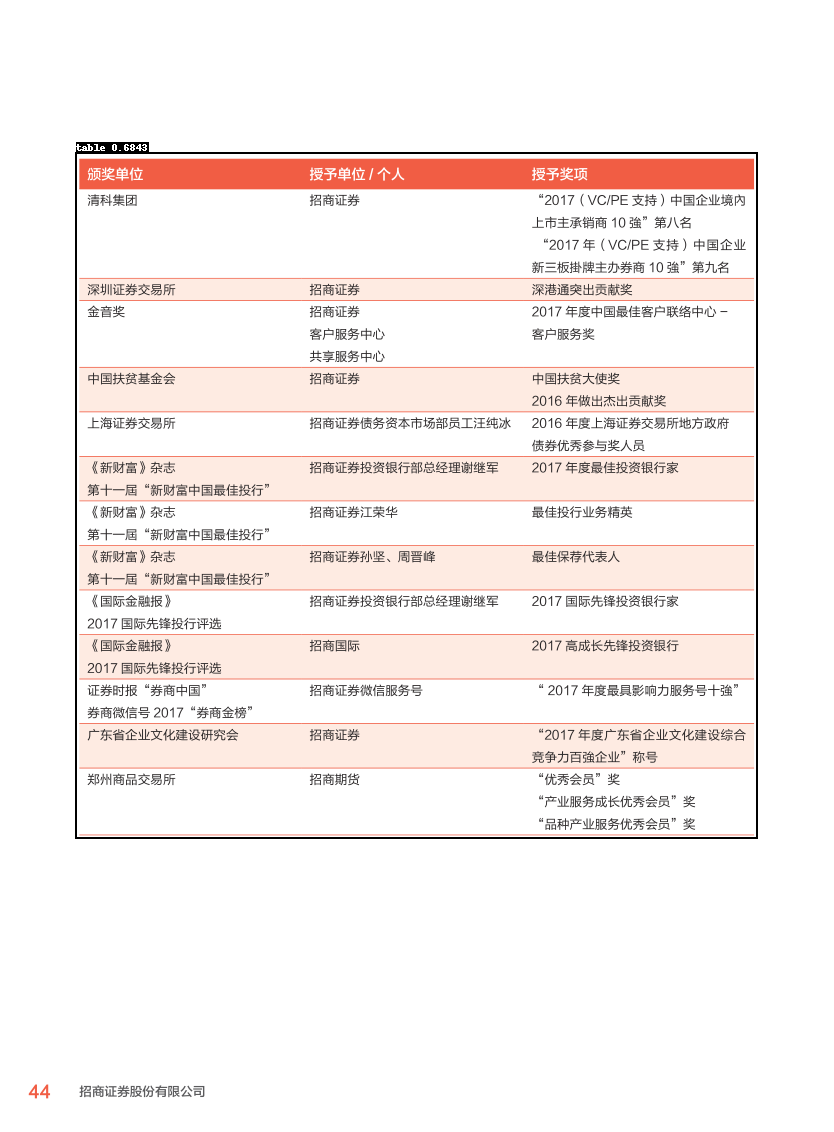 table 0.6843
颁奖单位 授予单位 / 个人 授予奖项
清科集团 招商证券 “2017（VC/PE 支持）中国企业境内
上市主承销商 10 強”第八名
“2017 年（VC/PE 支持）中国企业
新三板掛牌主办券商 10 強”第九名
深圳证券交易所 招商证券 深港通突出贡献奖
金音奖 招商证券 2017 年度中国最佳客户联络中心 –
客户服务中心 客户服务奖
共享服务中心
中国扶贫基金会 招商证券 中国扶贫大使奖
2016 年做出杰出贡献奖
上海证券交易所 招商证券债务资本市场部员工汪纯冰 2016 年度上海证券交易所地方政府
债券优秀参与奖人员
《新财富》杂志 招商证券投资银行部总经理谢继军 2017 年度最佳投资银行家
第十一屆“新财富中国最佳投行”
《新财富》杂志 招商证券江荣华 最佳投行业务精英
第十一屆“新财富中国最佳投行”
《新财富》杂志 招商证券孙坚、周晋峰 最佳保荐代表人
第十一屆“新财富中国最佳投行”
《国际金融报》 招商证券投资银行部总经理谢继军 2017 国际先锋投资银行家
2017 国际先锋投行评选
《国际金融报》 招商国际 2017 高成长先锋投资银行
2017 国际先锋投行评选
证券时报“券商中国” 招商证券微信服务号 “ 2017 年度最具影响力服务号十強”
券商微信号 2017“券商金榜”
广东省企业文化建设研究会 招商证券 “2017 年度广东省企业文化建设综合
竞争力百強企业”称号
郑州商品交易所 招商期货 “优秀会员”奖
“产业服务成长优秀会员”奖
“品种产业服务优秀会员”奖
44 招商证券股份有限公司